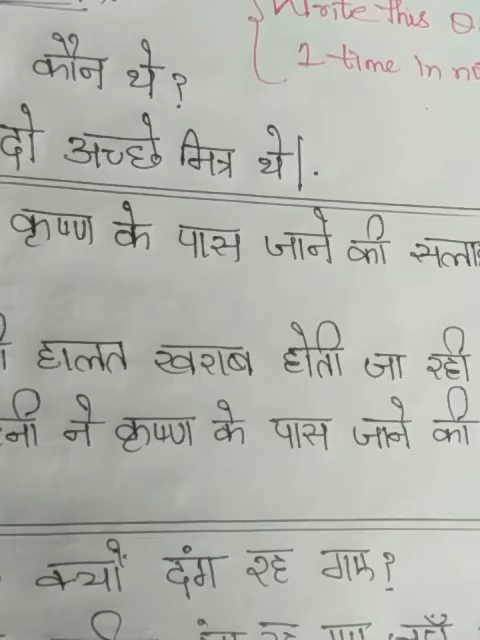 Write this
1 time in
कौन थे?
दो अच्छे मित्र थे।.
कृष्ण के पास जाने की
हालत खराब होती जा रही
ने कृष्ण के पास जाने की
क्यों दंग रह गए?